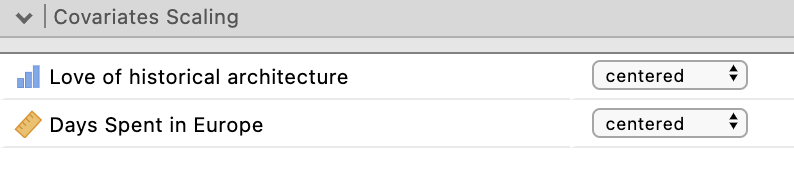 Covariates Scaling
Love of historical architecture centered
Days Spent in Europe centered